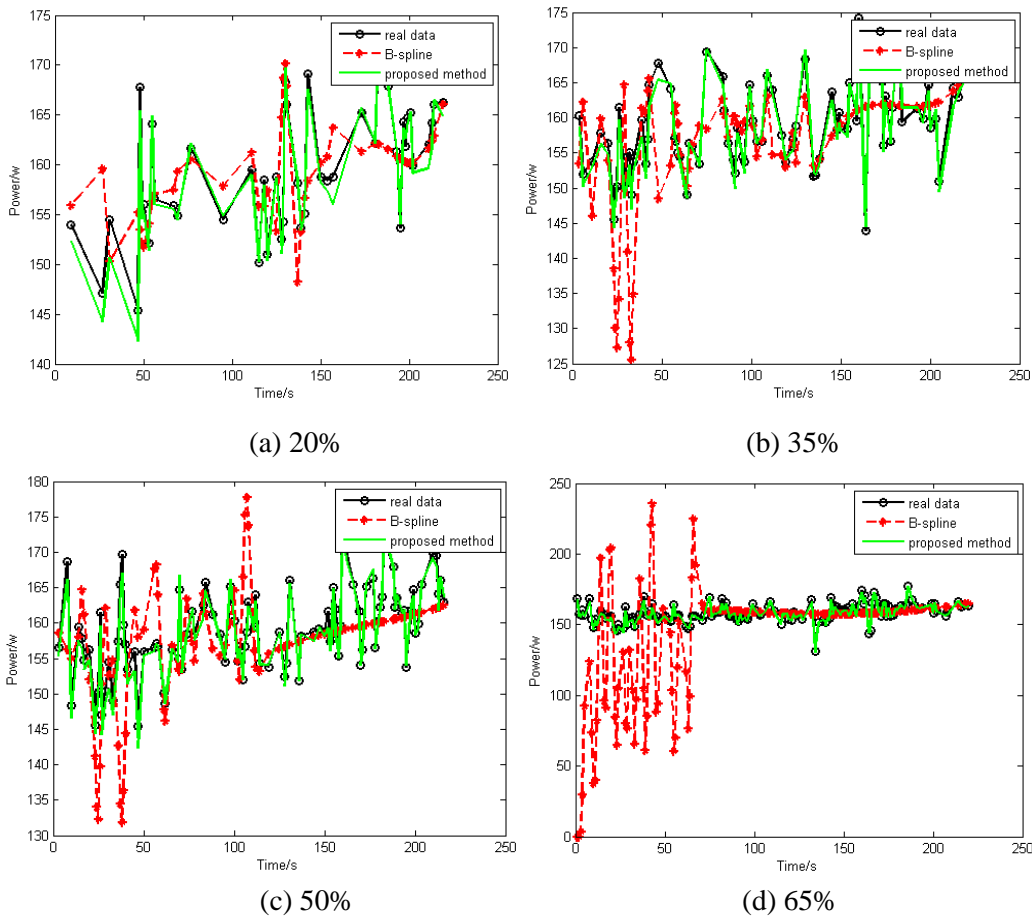 175
170
165
160
155
150
145
140
Power/w
0 50 100 150 200 250
Time/s
real data
B-spline
proposed method
(a) 20%
175
170
165
160
155
150
145
140
135
130
125
Power/w
0 50 100 150 200 250
Time/s
real data
B-spline
proposed method
(b) 35%
180
175
170
165
160
155
150
145
140
135
130
Power/w
0 50 100 150 200 250
Time/s
real data
B-spline
proposed method
(c) 50%
250
200
150
100
50
0
Power/w
0 50 100 150 200 250
Time/s
real data
B-spline
proposed method
(d) 65%